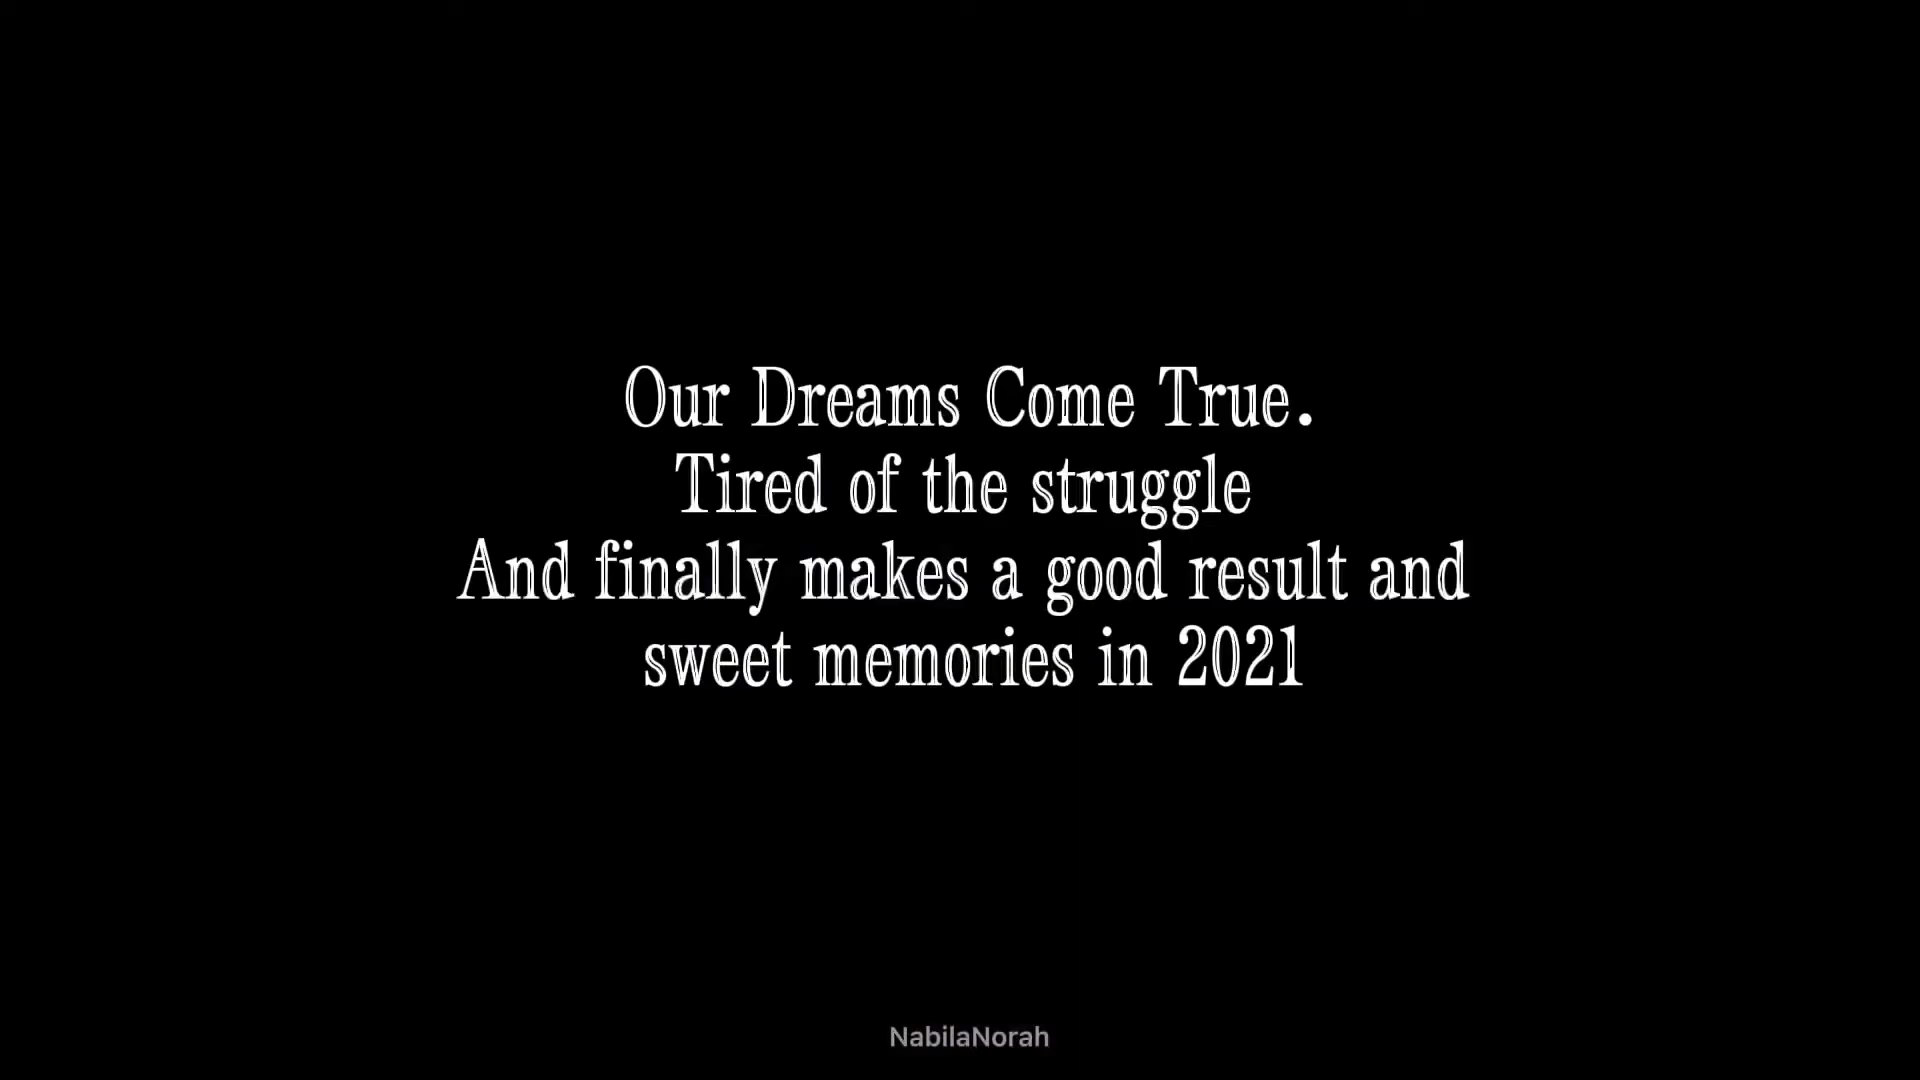 Our Dreams Come True.
Tired of the struggle
And finally makes a good result and
sweet memories in 2021
NabilaNorah